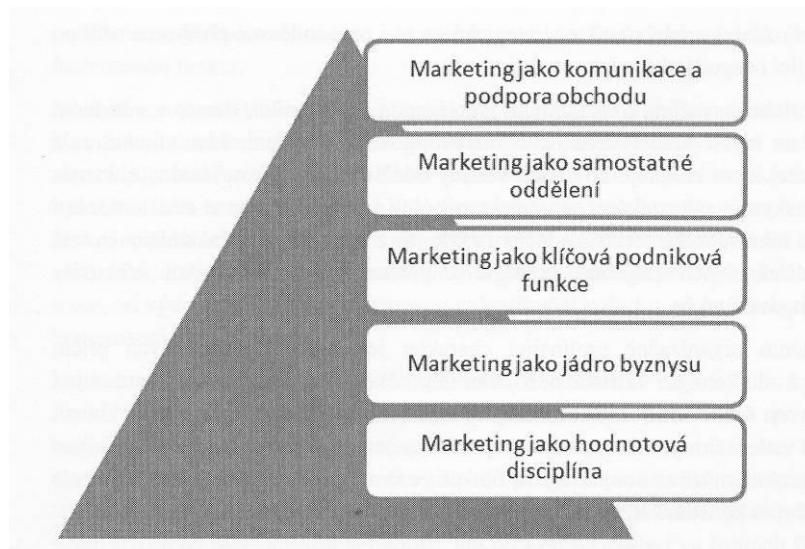 Marketing jako komunikace a
podpora obchodu
Marketing jako samostatné
oddělení
Marketing jako klíčová podniková
funkce
Marketing jako jádro byznysu
Marketing jako hodnotová
disciplína